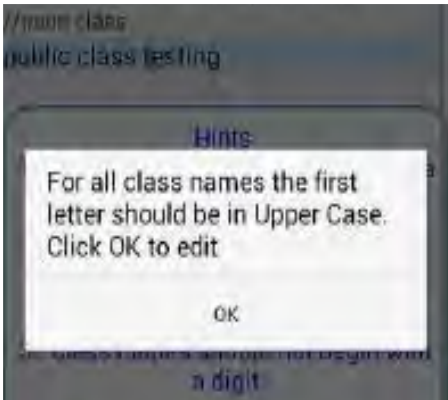 //main class
public class testing
Hints
For all class names the first
letter should be in Upper Case.
Click OK to edit
OK
a digit